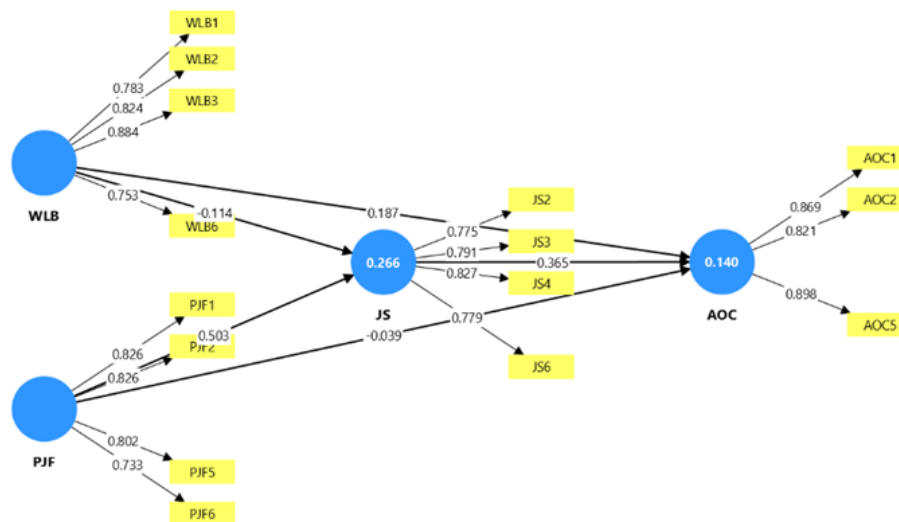 WLB1
WLB2
WLB3
0.783
0.824
0.884
0.753
WLB
WLB6
-0.114
0.187
JS2
JS3
JS4
0.775
0.791
0.827
0.365
0.266
JS
0.779
JS6
AOC1
AOC2
0.869
0.821
0.140
AOC
0.898
AOC5
PJF1
0.503
PJF2
0.826
0.826
-0.039
0.802
0.733
PJF
PJF5
PJF6